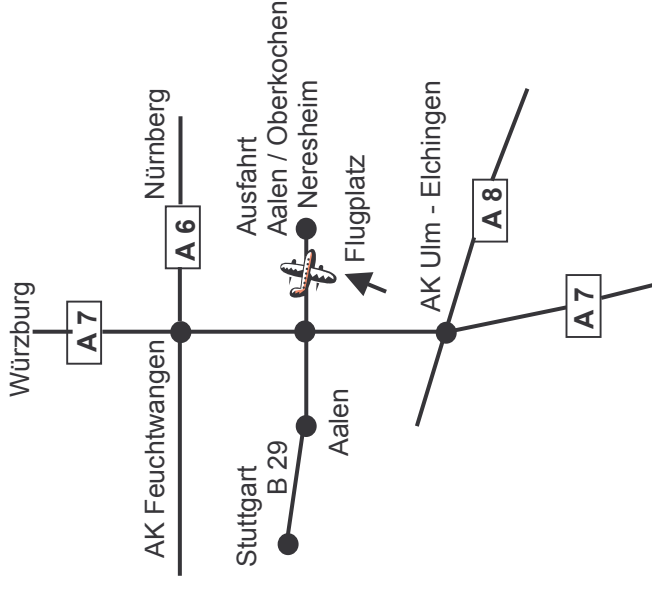 Würzburg
A 7
Nürnberg
A 6
AK Feuchtwangen
Ausfahrt
Aalen / Oberkochen
Neresheim
Flugplatz
Stuttgart
B 29
Aalen
AK Ulm - Elchingen
A 8
A 7